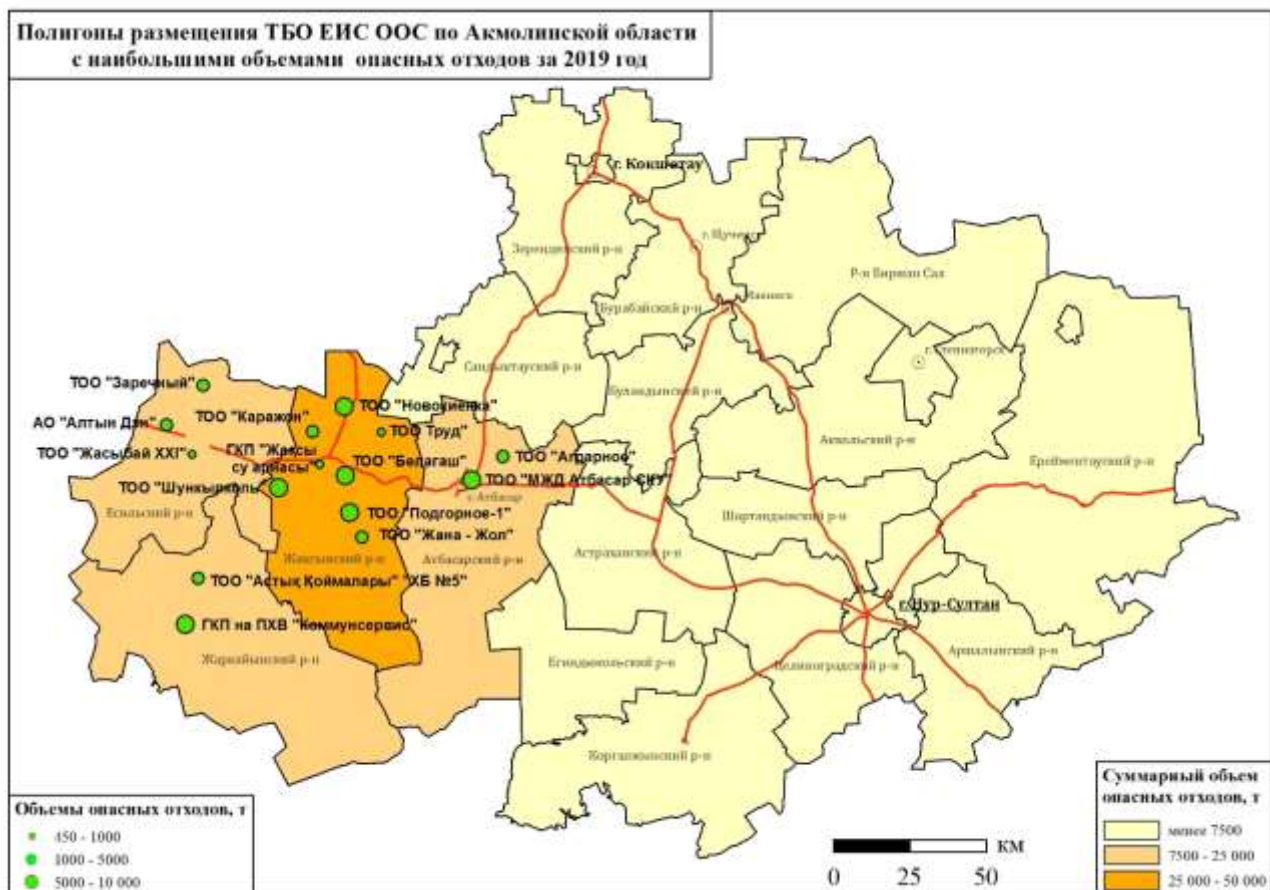 Полигоны размещения ТБО ЕИС ООС по Акмолинской области
с наибольшими объемами опасных отходов за 2019 год
г. Кокшетау
г. Щучинск
Зерендинский р-н
Р-н Биржан Сал
Бурабайский р-н
Сандыктауский р-н
г. Степногорск
Буландынский р-н
ТОО "Заречный"
ТОО "Новокиенка"
АО "Алтын Дән"
ТОО "Каражон"
ТОО Труд"
Аккольский р-н
ТОО "Жасыбай XXI"
ГКП "Жақсы
су арнасы"
ТОО "Белагаш"
ТОО "Аграрное"
Ерейментауский р-н
ТОО "МЖД Атбасар СКУ"
ТОО "Шункырколь"
г. Атбасар
Есильский р-н
ТОО "Подгорное-1"
Шортандынский р-н
ТОО "Жана - Жол"
Жаксынский р-н
Атбасарский р-н
Астраханский р-н
ТОО "Астық Қоймалары" "ХБ №5"
г. Нур-Султан
ГКП на ПХВ "Коммунсервис"
Жаркайынский р-н
Егиндыкольский р-н
Целиноградский р-н
Аршалынский р-н
Коргалжынский р-н
Объемы опасных отходов, т
450 - 1000
1000 - 5000
5000 - 10 000
КМ
0 25 50
Суммарный объем
опасных отходов, т
менее 7500
7500 - 25 000
25 000 - 50 000